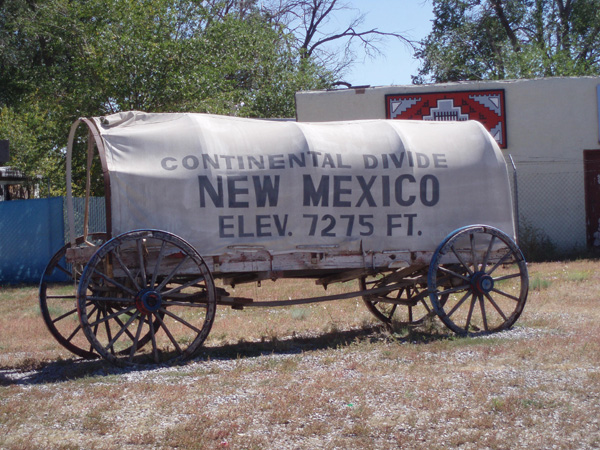 CONTINENTAL DIVIDE
NEW MEXICO
ELEV. 7275 FT.